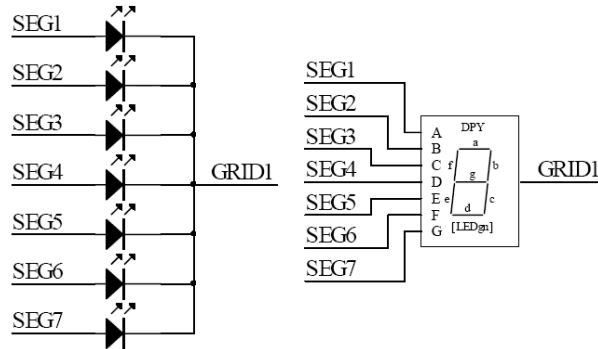 SEG1
SEG2
SEG3
SEG4
SEG5
SEG6
SEG7
GRID1
SEG1
SEG2
SEG3
SEG4
SEG5
SEG6
SEG7
A
B
C
D
E
F
G
DPY
a
f
b
g
e
c
d
[LEDgn]
GRID1